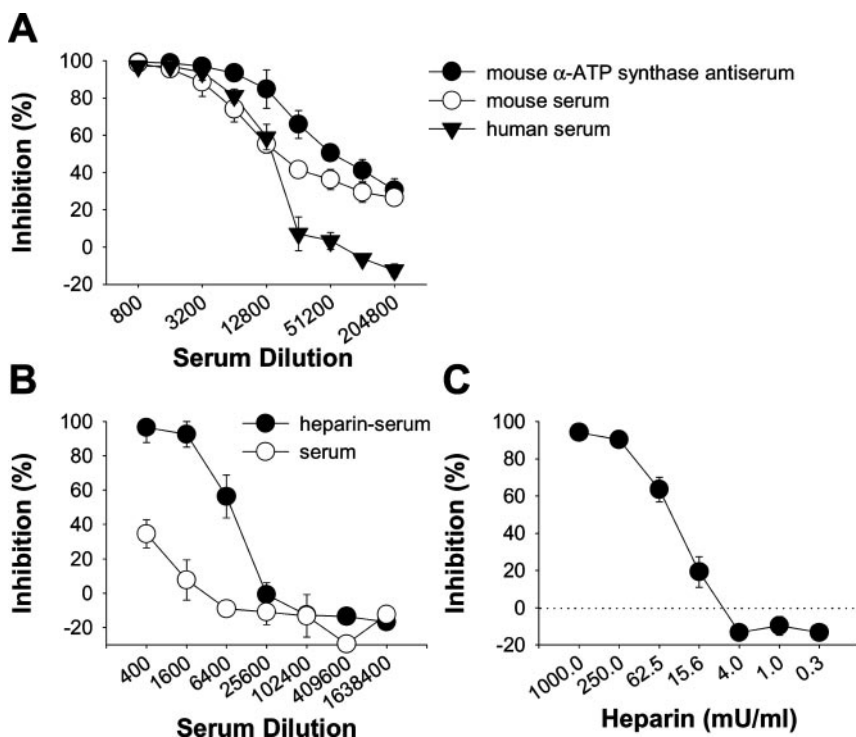 A
Inhibition (%)
100
80
60
40
20
0
-20
800
3200
12800
51200
204800
Serum Dilution
mouse α-ATP synthase antiserum
mouse serum
human serum
B
Inhibition (%)
100
80
60
40
20
0
-20
400
1600
6400
25600
102400
409600
1638400
Serum Dilution
heparin-serum
serum
C
Inhibition (%)
100
80
60
40
20
0
-20
1000.0
250.0
62.5
15.6
4.0
1.0
0.3
Heparin (mU/ml)